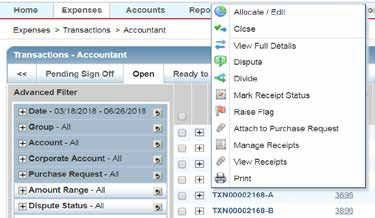 Home Expenses Accounts Repo
Expenses > Transactions > Accountant
Transactions - Accountant
<< Pending Sign Off Open Ready to
Advanced Filter
Date - 03/18/2018 - 06/26/2018
Group - All
Account - All
Corporate Account - All
Purchase Request - All
Amount Range - All
Dispute Status - All
Allocate / Edit
Close
View Full Details
Dispute
Divide
Mark Receipt Status
Raise Flag
Attach to Purchase Request
Manage Receipts
View Receipts
Print
TXN00002168-A 3898
TXN00002168-B 3898